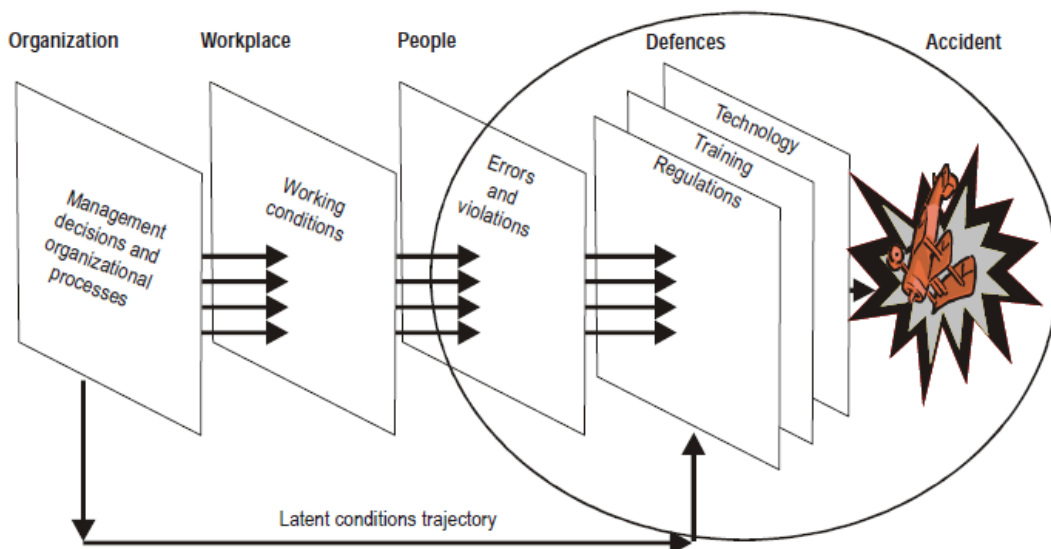 Organization
Workplace
People
Defences
Accident
Management
decisions and
organizational
processes
Working
conditions
Errors
and
violations
Technology
Training
Regulations
Latent conditions trajectory